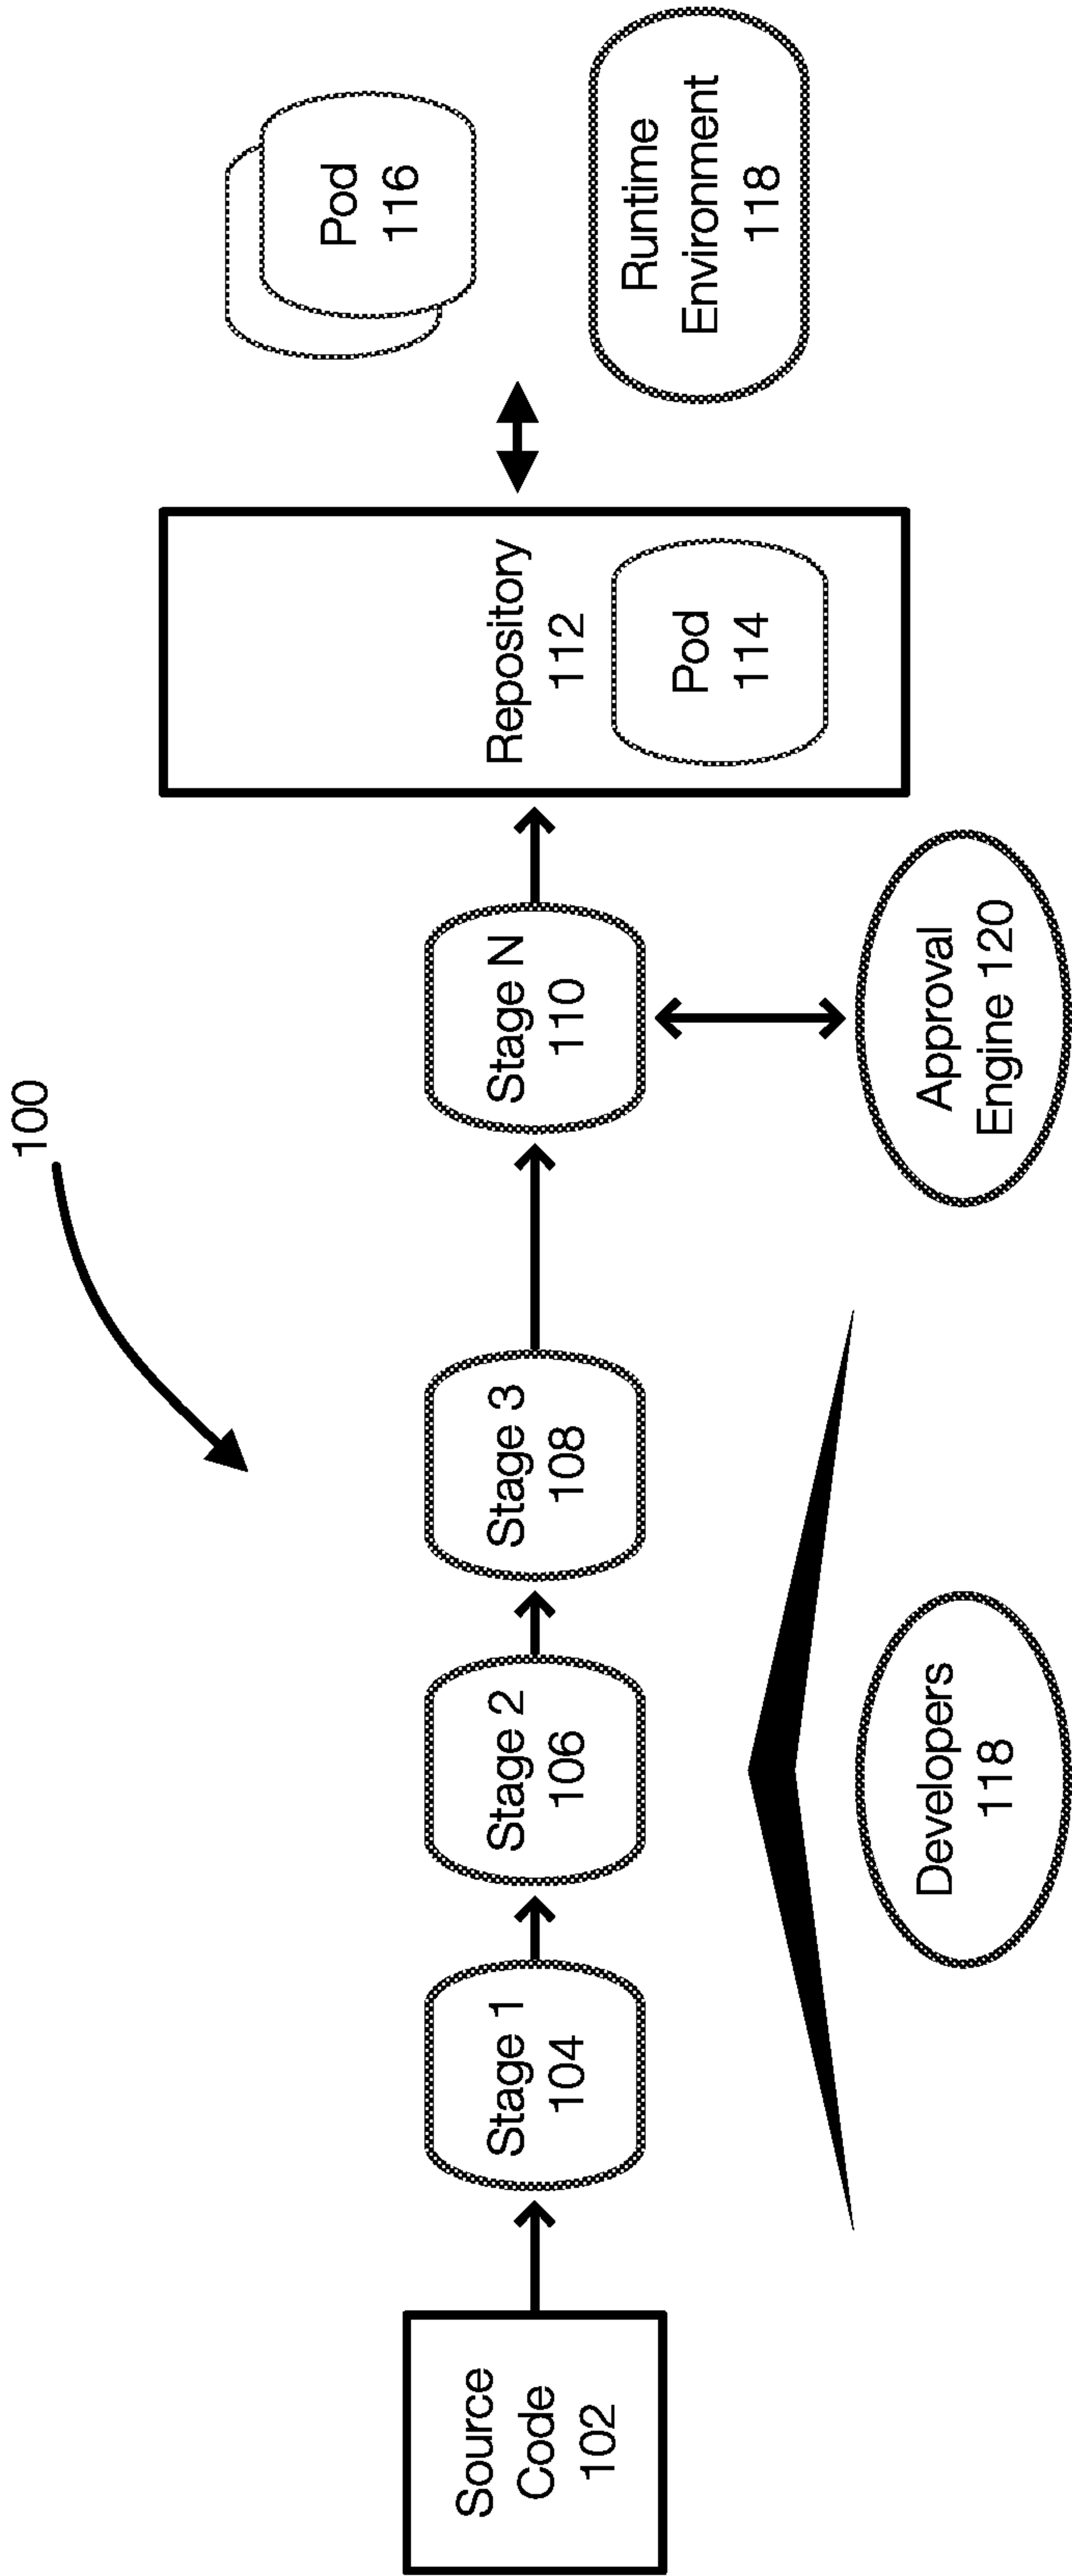 100
Source
Code
102
Stage 1
104
Stage 2
106
Stage 3
108
Stage N
110
Repository
112
Pod
114
Pod
116
Runtime
Environment
118
Developers
118
Approval
Engine 120